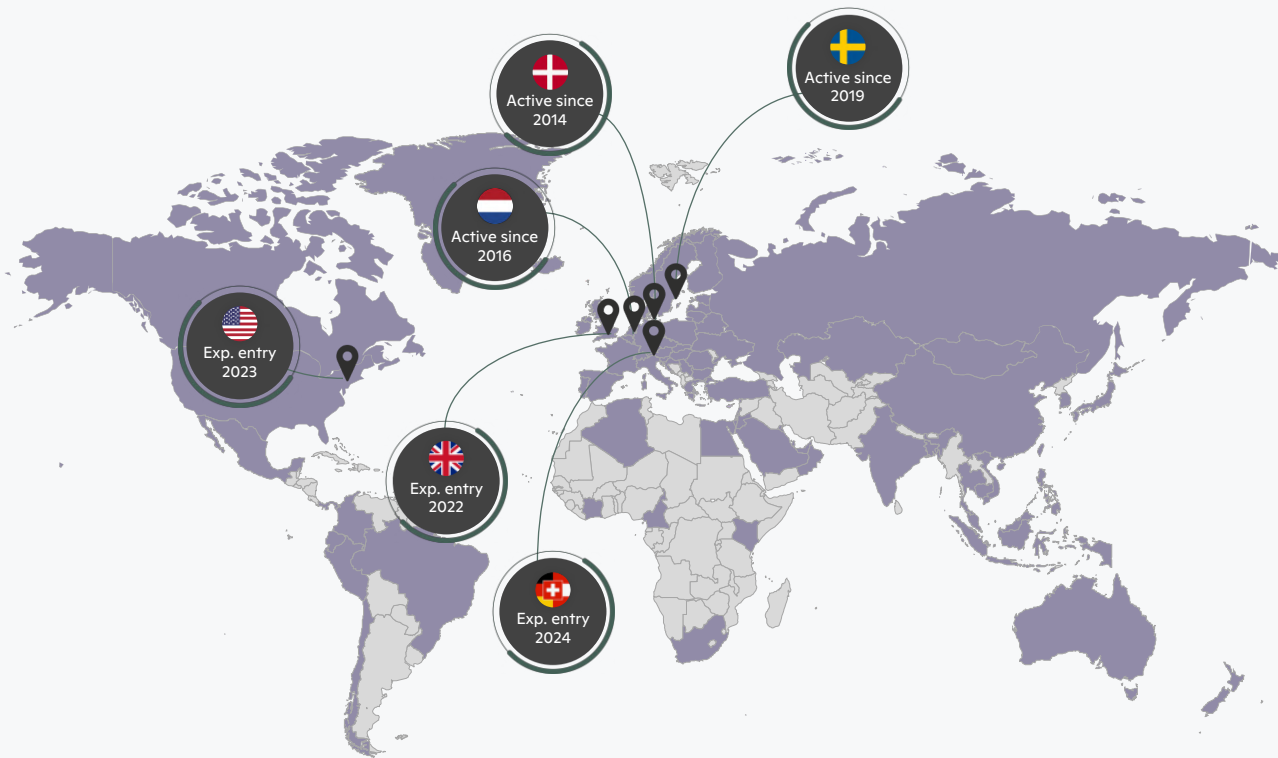 Active since
2019
Active since
2014
Active since
2016
Exp. entry
2023
Exp. entry
2022
Exp. entry
2024